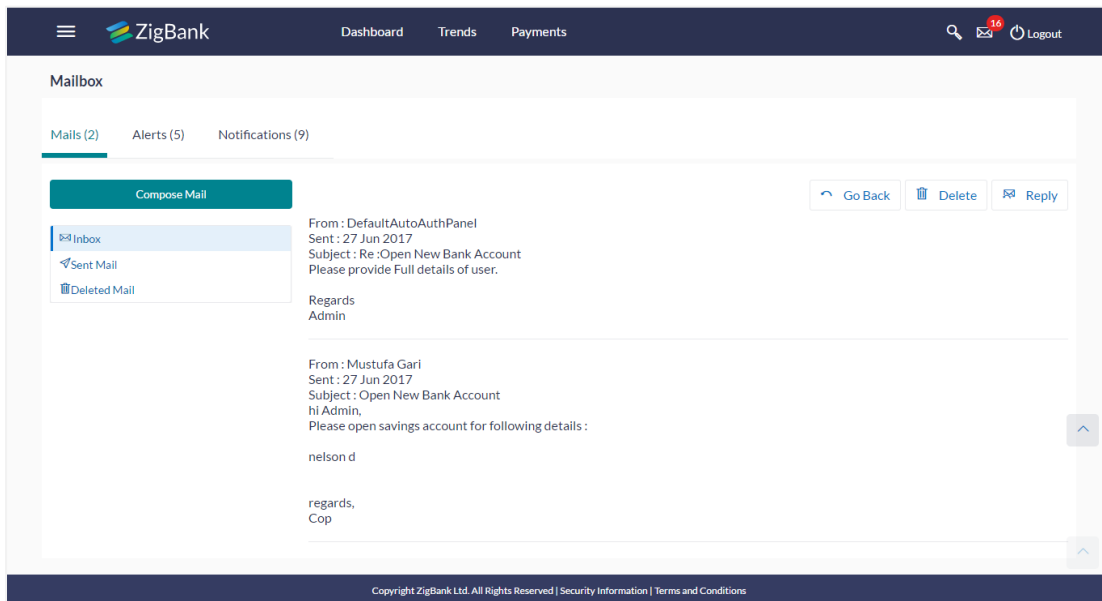 ZigBank
Dashboard Trends Payments
16
Logout
Mailbox
Mails (2) Alerts (5) Notifications (9)
Compose Mail
Go Back Delete Reply
Inbox
Sent Mail
Deleted Mail
From : DefaultAutoAuthPanel
Sent : 27 Jun 2017
Subject : Re :Open New Bank Account
Please provide Full details of user.
Regards
Admin
From : Mustufa Gari
Sent : 27 Jun 2017
Subject : Open New Bank Account
hi Admin,
Please open savings account for following details :
nelson d
regards,
Cop
Copyright ZigBank Ltd. All Rights Reserved | Security Information | Terms and Conditions